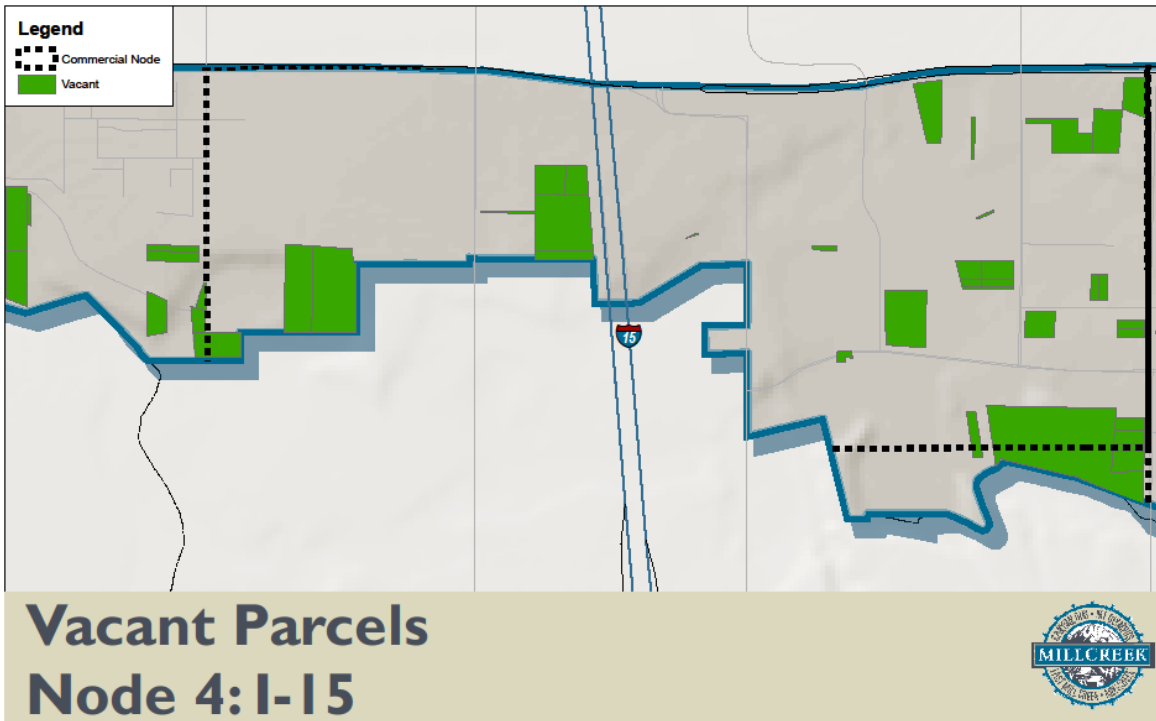 Legend
Commercial Node
Vacant
15
Vacant Parcels
Node 4: I-15
MILLCREEK